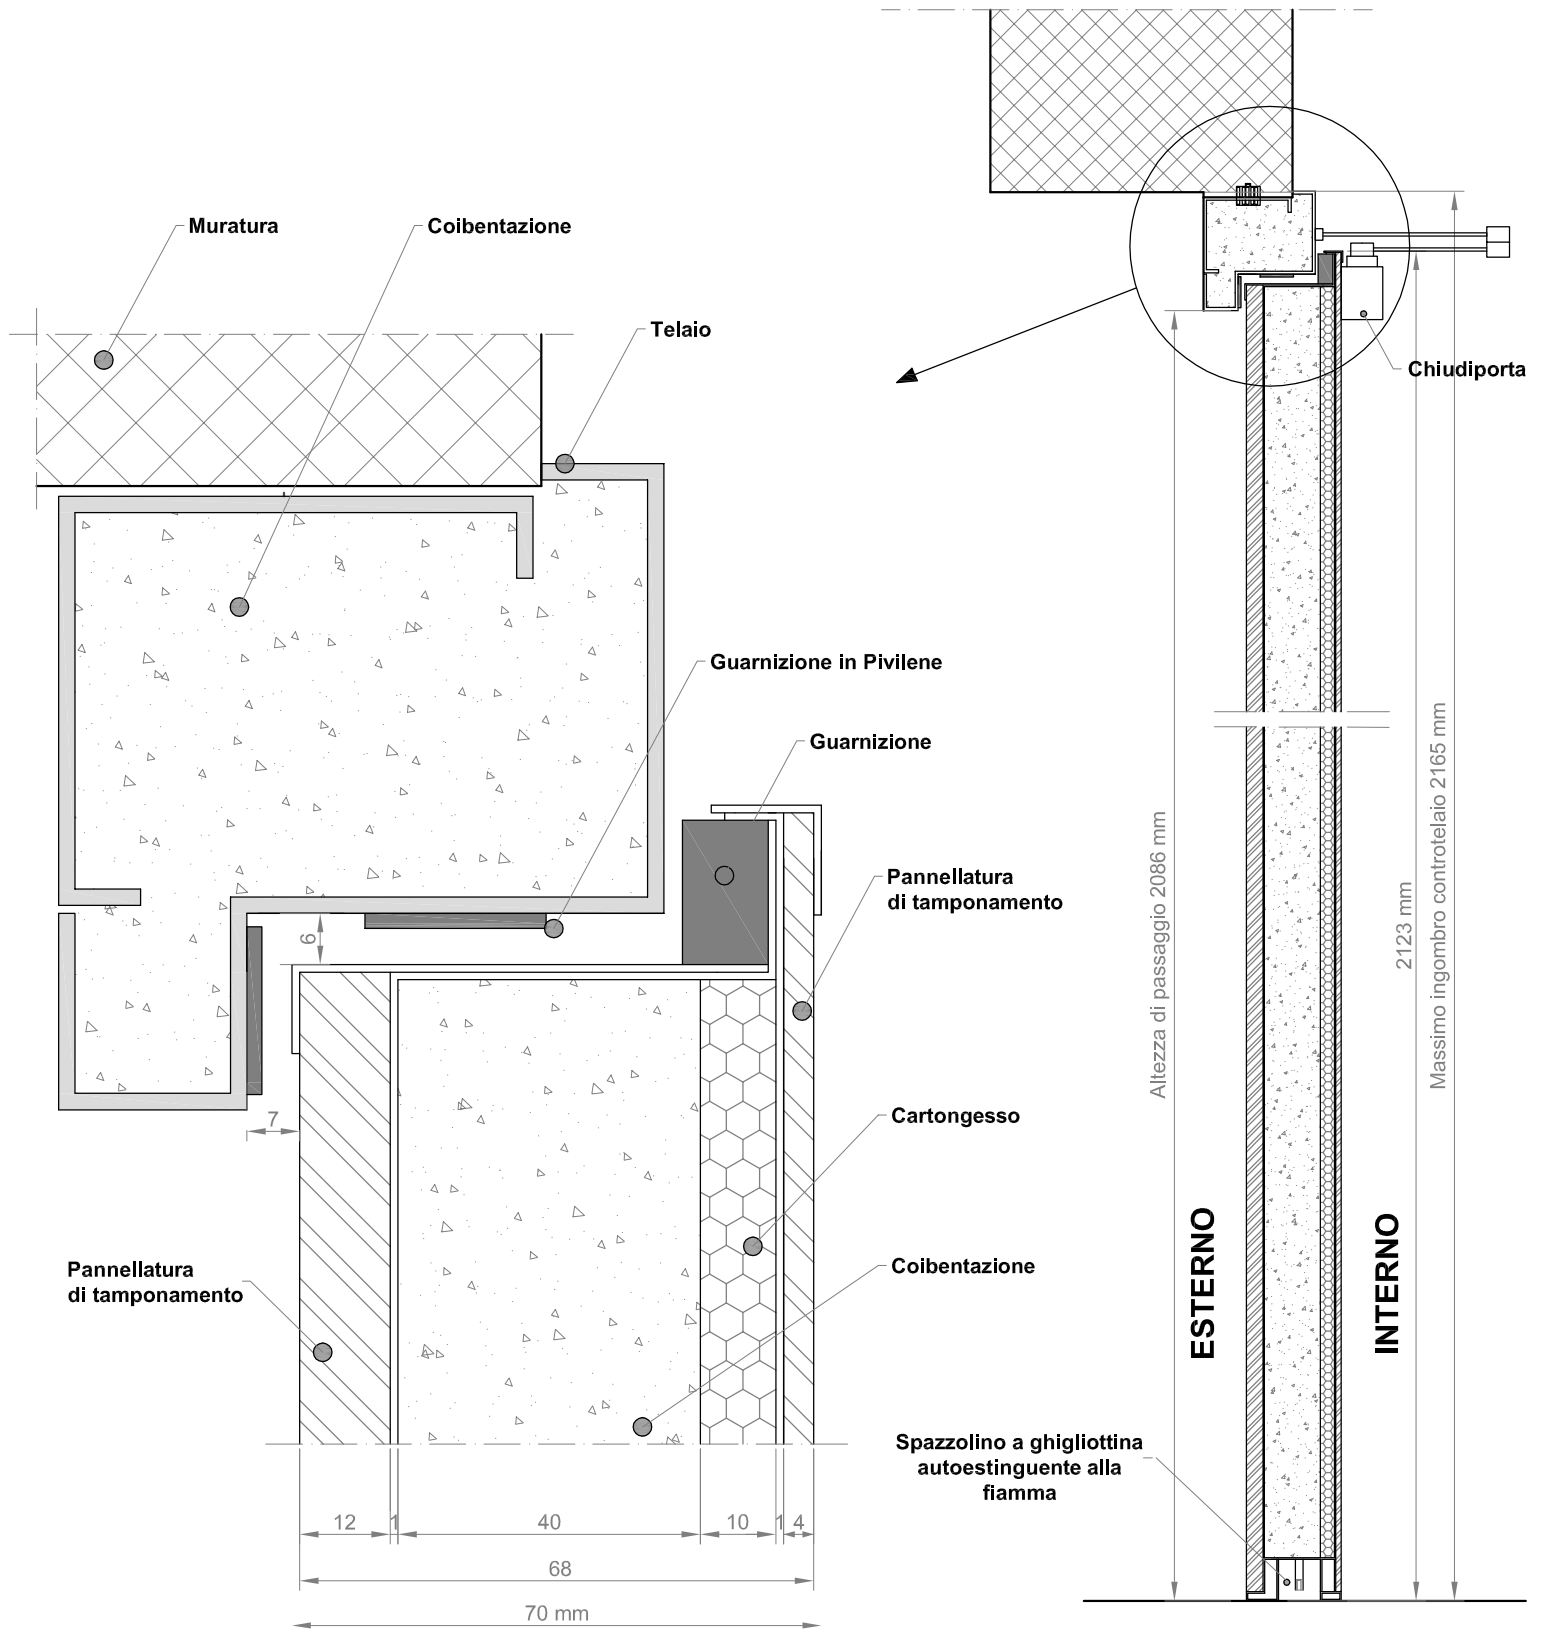 Muratura
Coibentazione
Telaio
Guarnizione in Pivilene
Guarnizione
Pannellatura
di tamponamento
6
7
Cartongesso
Coibentazione
Pannellatura
di tamponamento
12
1
40
10
1
4
68
70 mm
Chiudiporta
Altezza di passaggio 2086 mm
2123 mm
Massimo ingombro controtelaio 2165 mm
ESTERNO
INTERNO
Spazzolino a ghigliottina
autoestinguente alla
fiamma